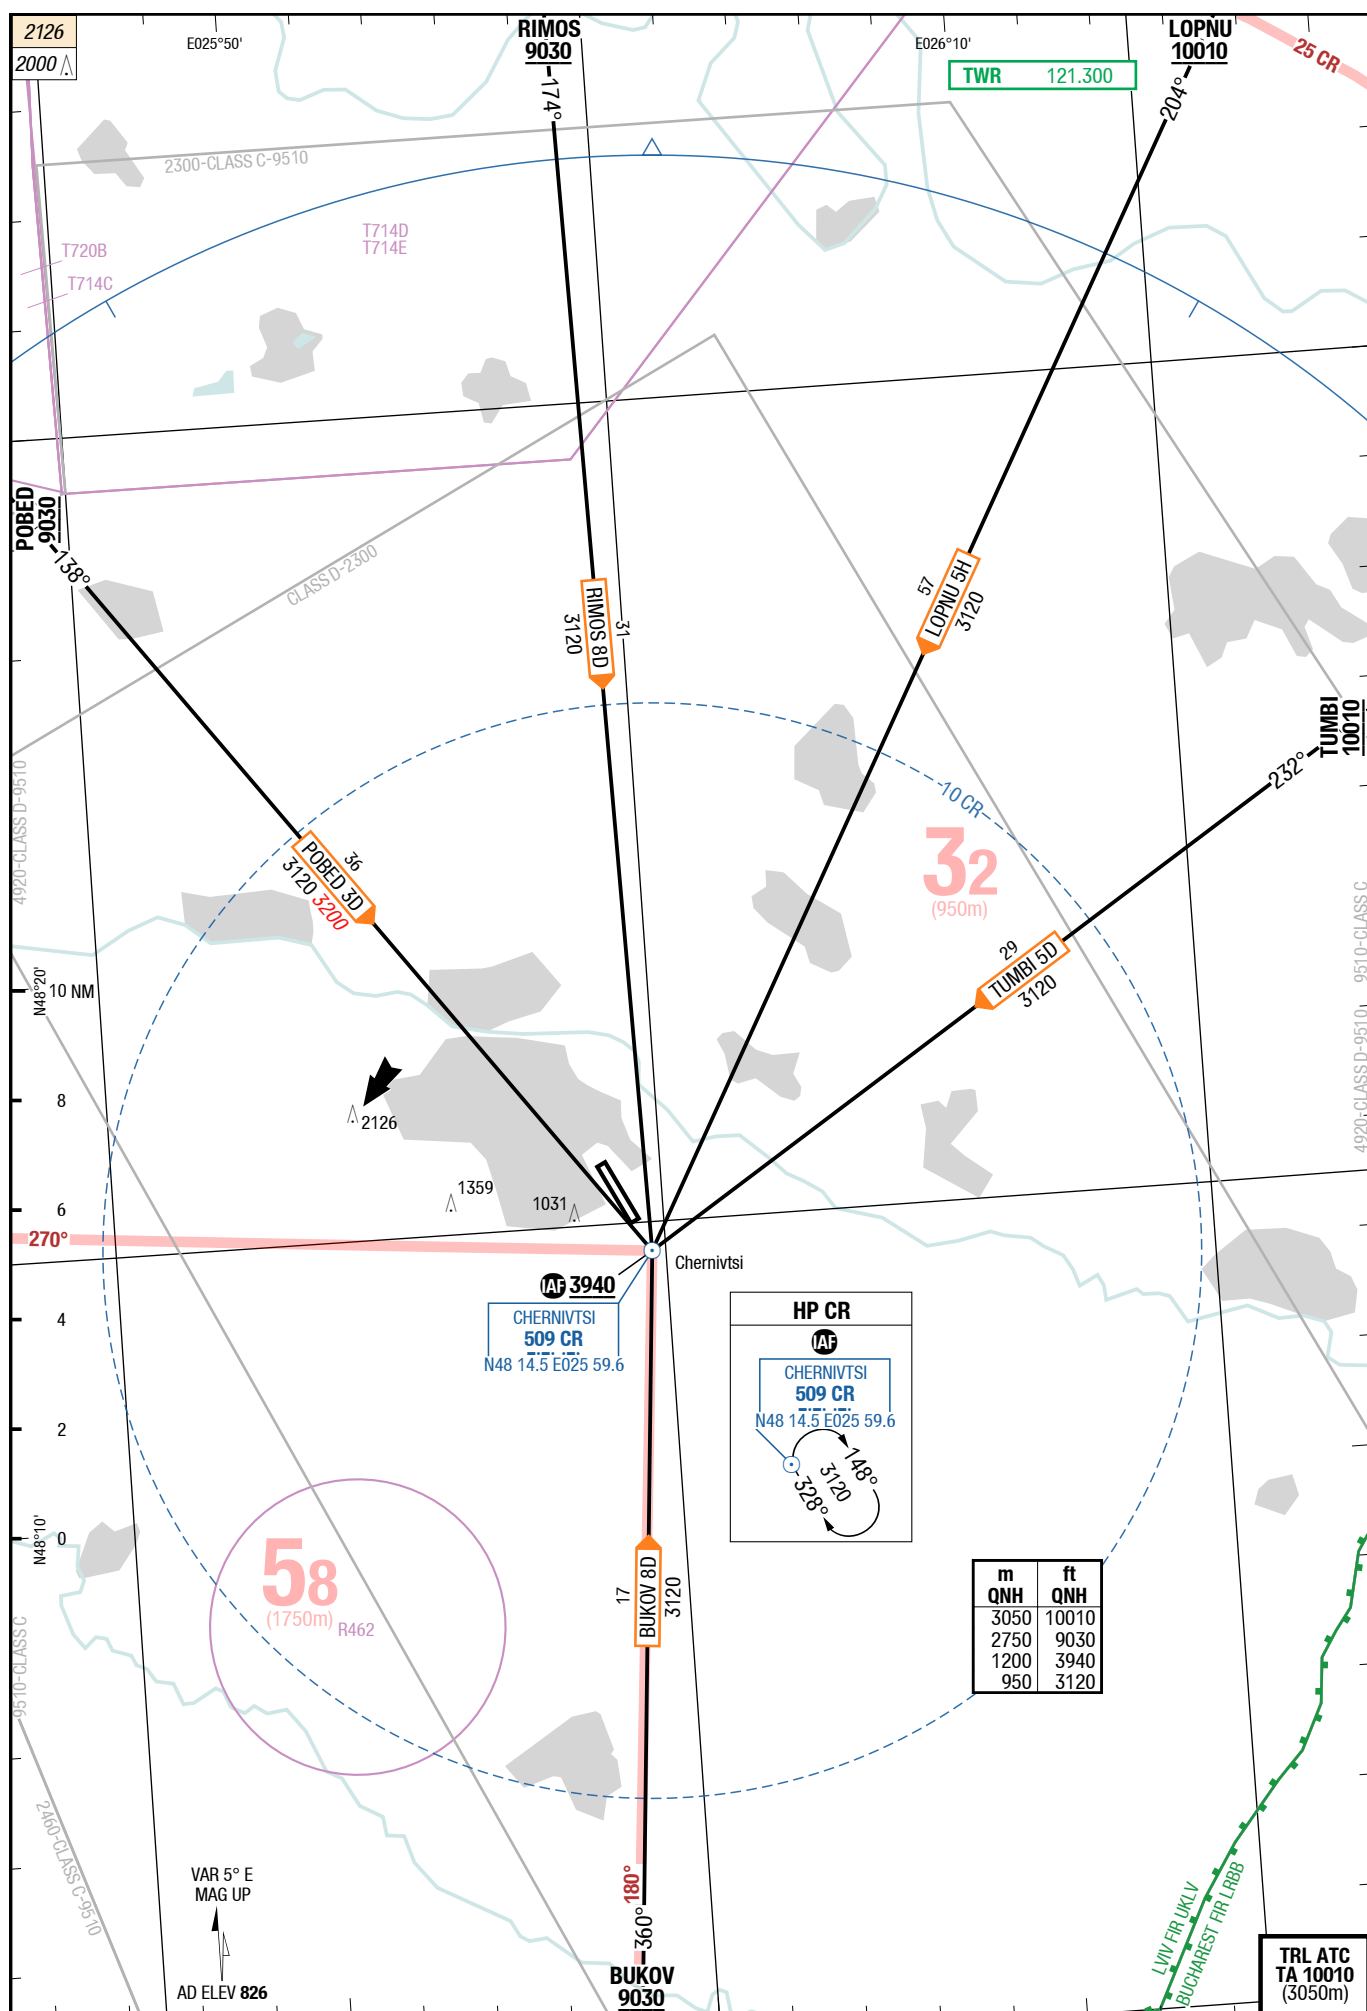 2126
2000
E025°50'
RIMOS
9030
174°
E026°10'
TWR 121.300
LOPNU
10010
204°
25 CR
2300-CLASS C-9510
T714D
T714E
T720B
T714C
POBED
9030
138°
CLASS D-2300
RIMOS 8D
3120
31
57
LOPNU 5H
3120
TUMBI
10010
232°
4920-CLASS D-9510
10 CR
32
(950m)
36
POBED 3D
3120 3200
29
TUMBI 5D
3120
9510-CLASS C
4920-CLASS D-9510
N48°20'
10 NM
8
2126
1359
1031
6
270°
Chernivtsi
IAF 3940
CHERNIVTSI
509 CR
N48 14.5 E025 59.6
4
HP CR
IAF
CHERNIVTSI
509 CR
N48 14.5 E025 59.6
148°
3120
328°
2
N48°10'
0
58
(1750m)
R462
17
BUKOV 8D
3120
m ft
QNH QNH
3050 10010
2750 9030
1200 3940
950 3120
9510-CLASS C
2460-CLASS C-9510
VAR 5° E
MAG UP
AD ELEV 826
180°
360°
BUKOV
9030
LVIV FIR UKLV
BUCHAREST FIR LRBB
TRL ATC
TA 10010
(3050m)